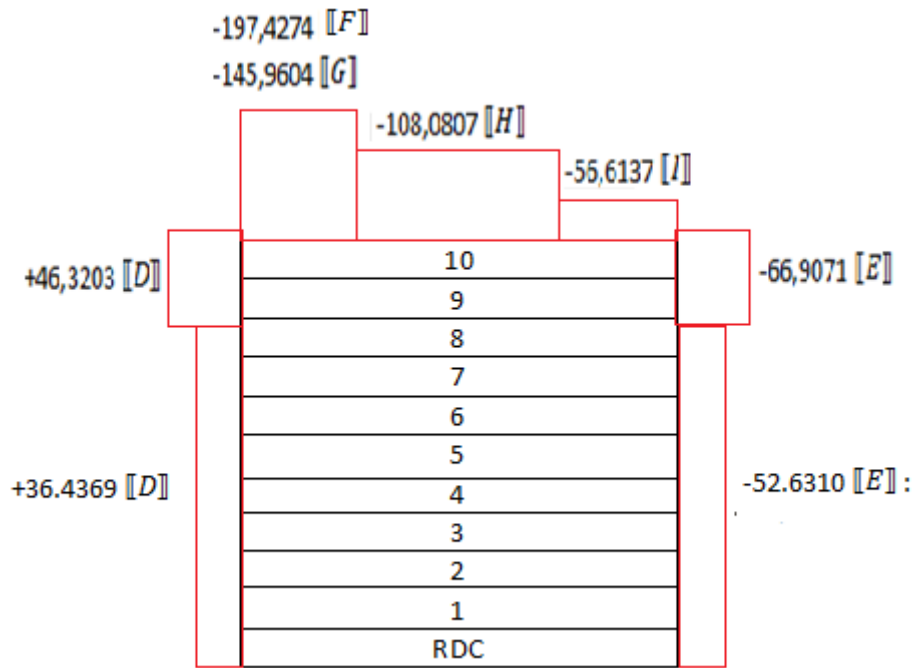 -197,4274 ⟦F⟧
-145,9604 ⟦G⟧
-108,0807 ⟦H⟧
-56,6137 ⟦I⟧
+46,3203 ⟦D⟧
-66,9071 ⟦E⟧
10
9
8
7
6
5
+36.4369 ⟦D⟧
-52.6310 ⟦E⟧ :
4
3
2
1
RDC